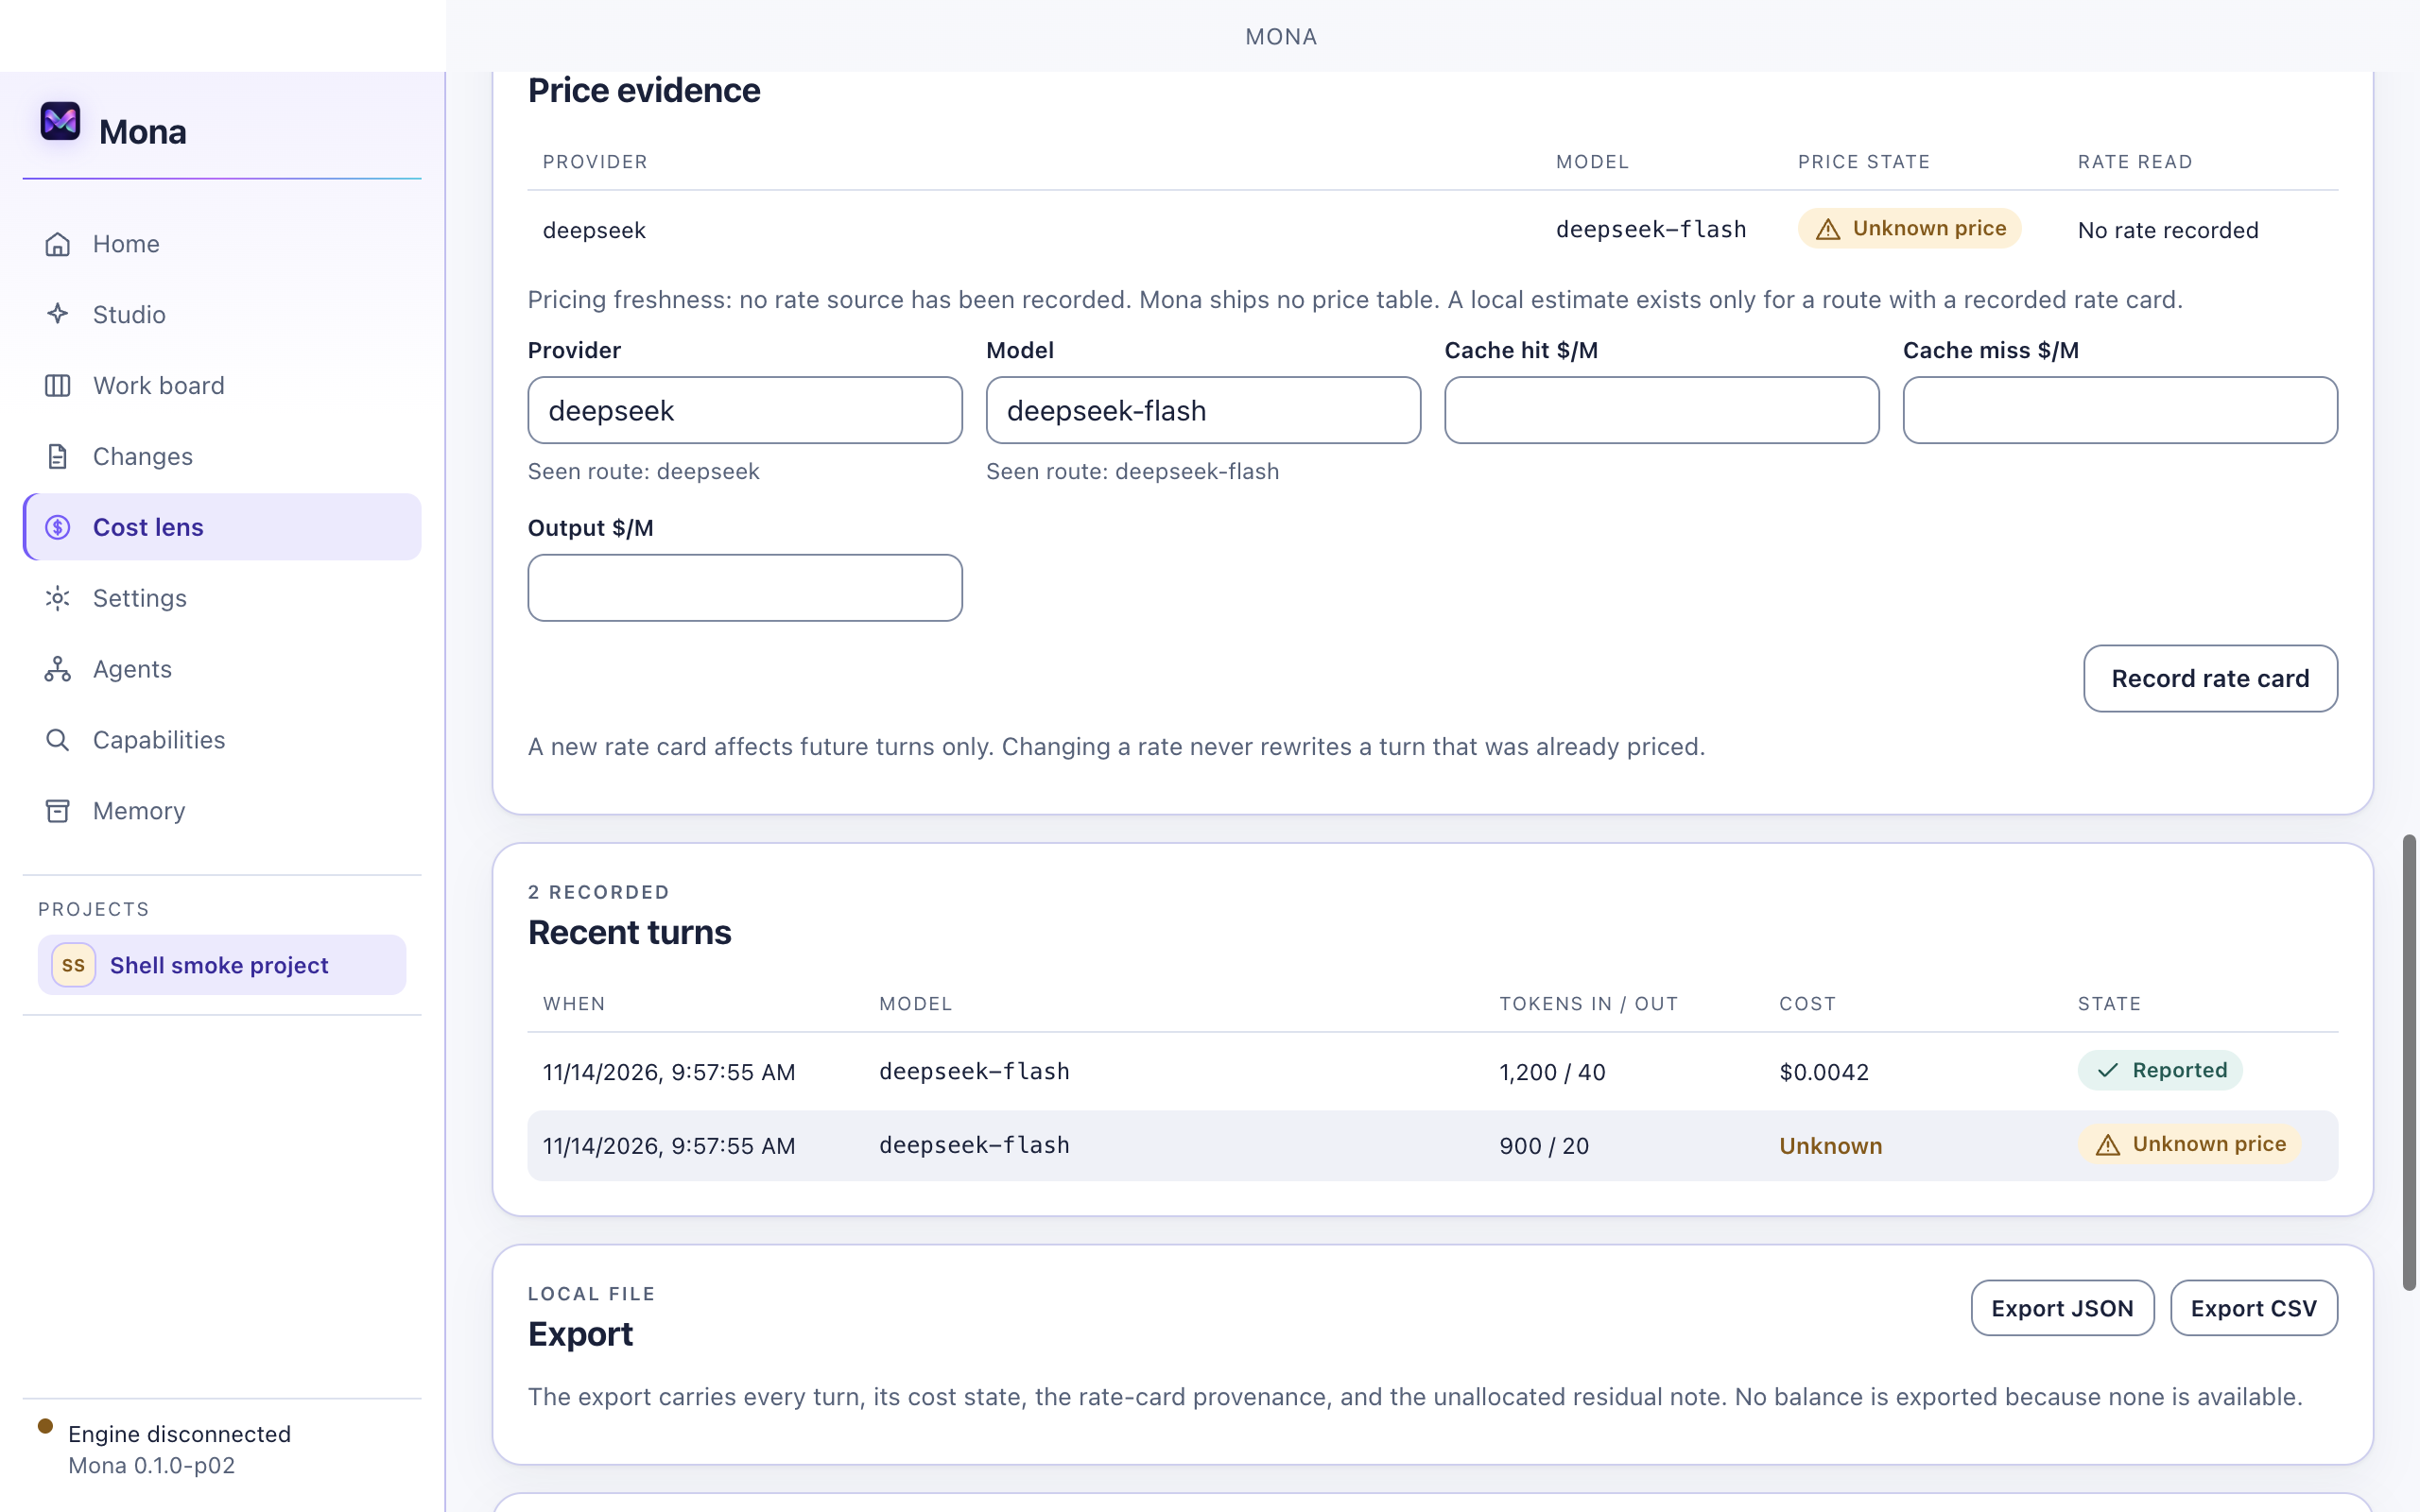 MONA
Mona
Home
Studio
Work board
Changes
Cost lens
Settings
Agents
Capabilities
Memory
PROJECTS
SS Shell smoke project
Engine disconnected
Mona 0.1.0-p02
Price evidence
PROVIDER MODEL PRICE STATE RATE READ
deepseek deepseek-flash Unknown price No rate recorded
Pricing freshness: no rate source has been recorded. Mona ships no price table. A local estimate exists only for a route with a recorded rate card.
Provider Model Cache hit $/M Cache miss $/M
deepseek deepseek-flash
Seen route: deepseek Seen route: deepseek-flash
Output $/M
Record rate card
A new rate card affects future turns only. Changing a rate never rewrites a turn that was already priced.
2 RECORDED
Recent turns
WHEN MODEL TOKENS IN / OUT COST STATE
11/14/2026, 9:57:55 AM deepseek-flash 1,200 / 40 $0.0042 Reported
11/14/2026, 9:57:55 AM deepseek-flash 900 / 20 Unknown Unknown price
LOCAL FILE
Export
Export JSON Export CSV
The export carries every turn, its cost state, the rate-card provenance, and the unallocated residual note. No balance is exported because none is available.